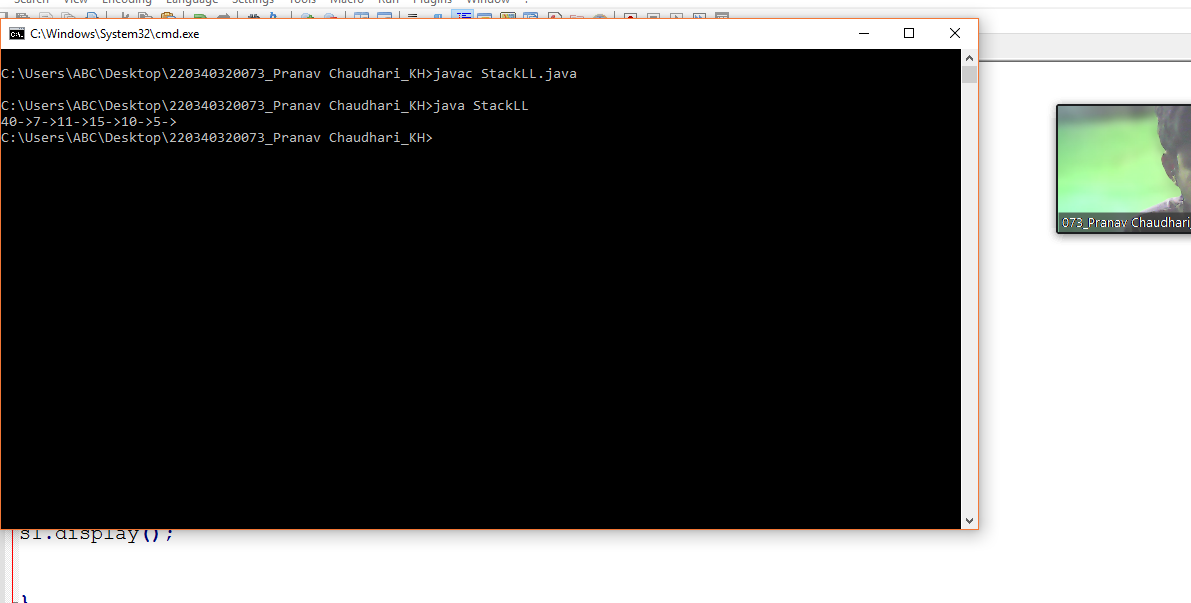 Search View Encoding Language Settings Tools Macro Run Plugins Window ?
C:\Windows\System32\cmd.exe
C:\Users\ABC\Desktop\220340320073_Pranav Chaudhari_KH>javac StackLL.java
C:\Users\ABC\Desktop\220340320073_Pranav Chaudhari_KH>java StackLL
40->7->11->15->10->5->
C:\Users\ABC\Desktop\220340320073_Pranav Chaudhari_KH>
073_Pranav Chaudhari_
sl.display();
}